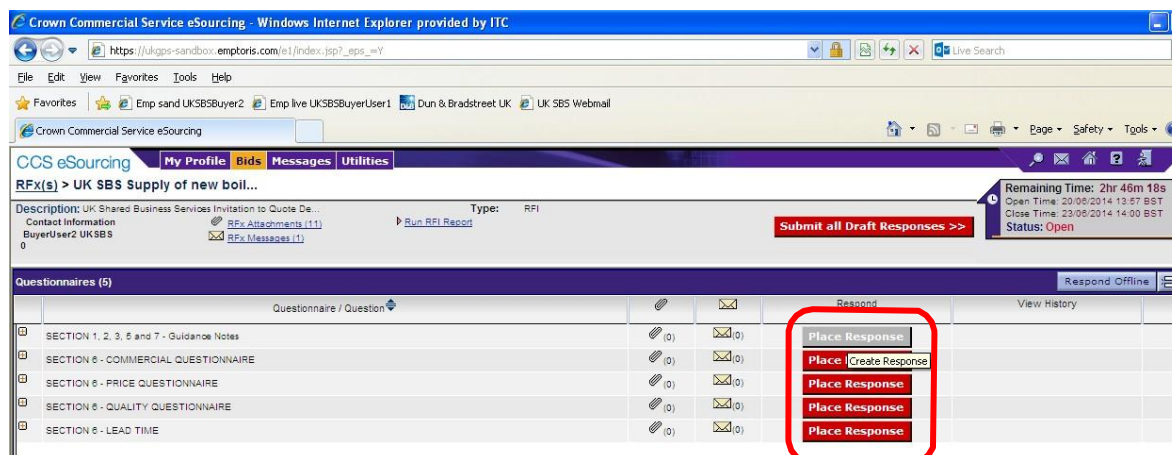 Crown Commercial Service eSourcing - Windows Internet Explorer provided by ITC
https://ukgps-sandbox.emptoris.com/e1/index.jsp?_eps_=Y
Live Search
File Edit View Favorites Tools Help
Favorites Emp sand UKSBSBuyer2 Emp live UKSBSBuyerUser1 Dun & Bradstreet UK UK SBS Webmail
Crown Commercial Service eSourcing
Page Safety Tools
CCS eSourcing My Profile Bids Messages Utilities
RFx(s) > UK SBS Supply of new boil...
Remaining Time: 2hr 46m 18s
Open Time: 20/06/2014 13:57 BST
Close Time: 23/06/2014 14:00 BST
Status: Open
Description: UK Shared Business Services Invitation to Quote De...
Type: RFI
Contact Information
BuyerUser2 UKSBS
0
RFx Attachments (11)
RFx Messages (1)
Run RFI Report
Submit all Draft Responses >>
Questionnaires (5)
Respond Offline
Questionnaire / Question Respond View History
SECTION 1, 2, 3, 5 and 7 - Guidance Notes (0) (0) Place Response
SECTION 6 - COMMERCIAL QUESTIONNAIRE (0) (0) Place
Create Response
SECTION 6 - PRICE QUESTIONNAIRE (0) (0) Place Response
SECTION 6 - QUALITY QUESTIONNAIRE (0) (0) Place Response
SECTION 6 - LEAD TIME (0) (0) Place Response